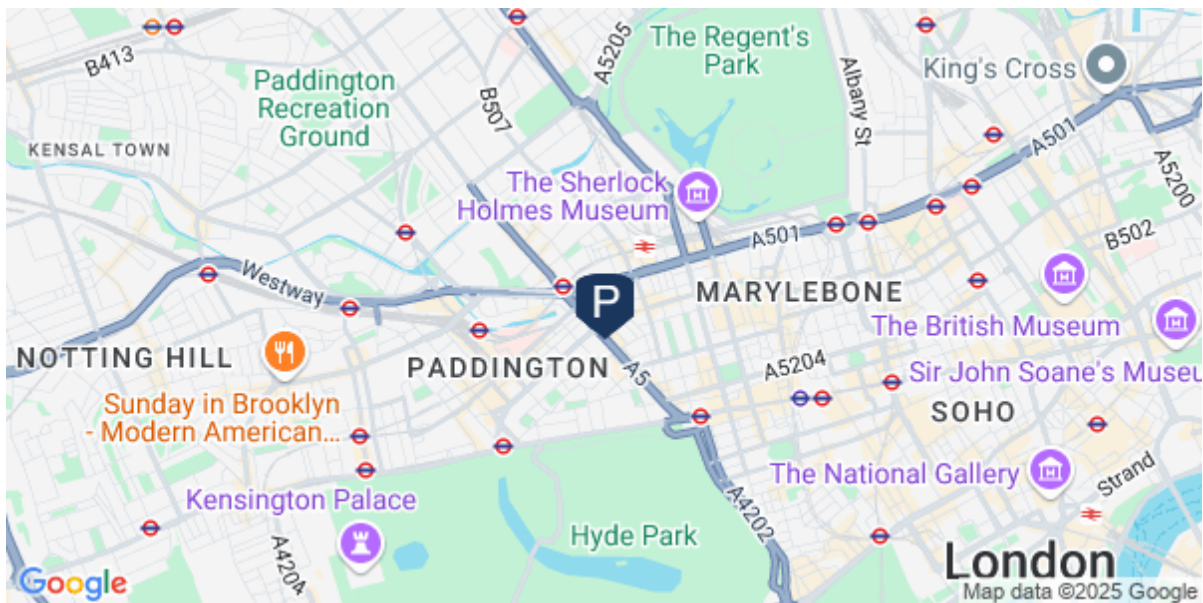 B413
A5205
The Regent's
Park
Albany St
King's Cross
Paddington
Recreation
Ground
B507
A501
KENSAL TOWN
A5200
The Sherlock
Holmes Museum
A501
B502
Westway
P
MARYLEBONE
The British Museum
NOTTING HILL
PADDINGTON
A5
A5204
Sir John Soane's Museu
Sunday in Brooklyn
- Modern American...
SOHO
The National Gallery
Strand
Kensington Palace
A4202
Hyde Park
A4204
London
Google
Map data ©2025 Google